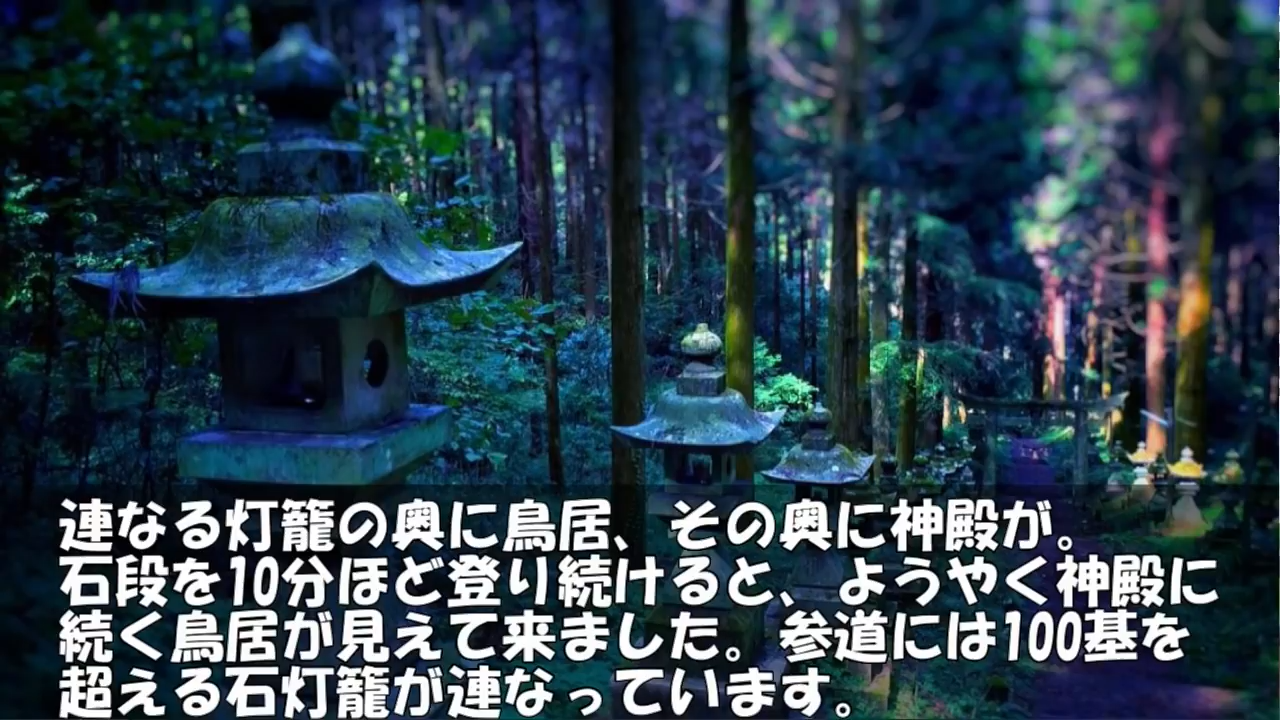 連なる灯籠の奥に鳥居、その奥に神殿が。
石段を10分ほど登り続けると、ようやく神殿に
続く鳥居が見えて来ました。参道には100基を
超える石灯籠が連なっています。